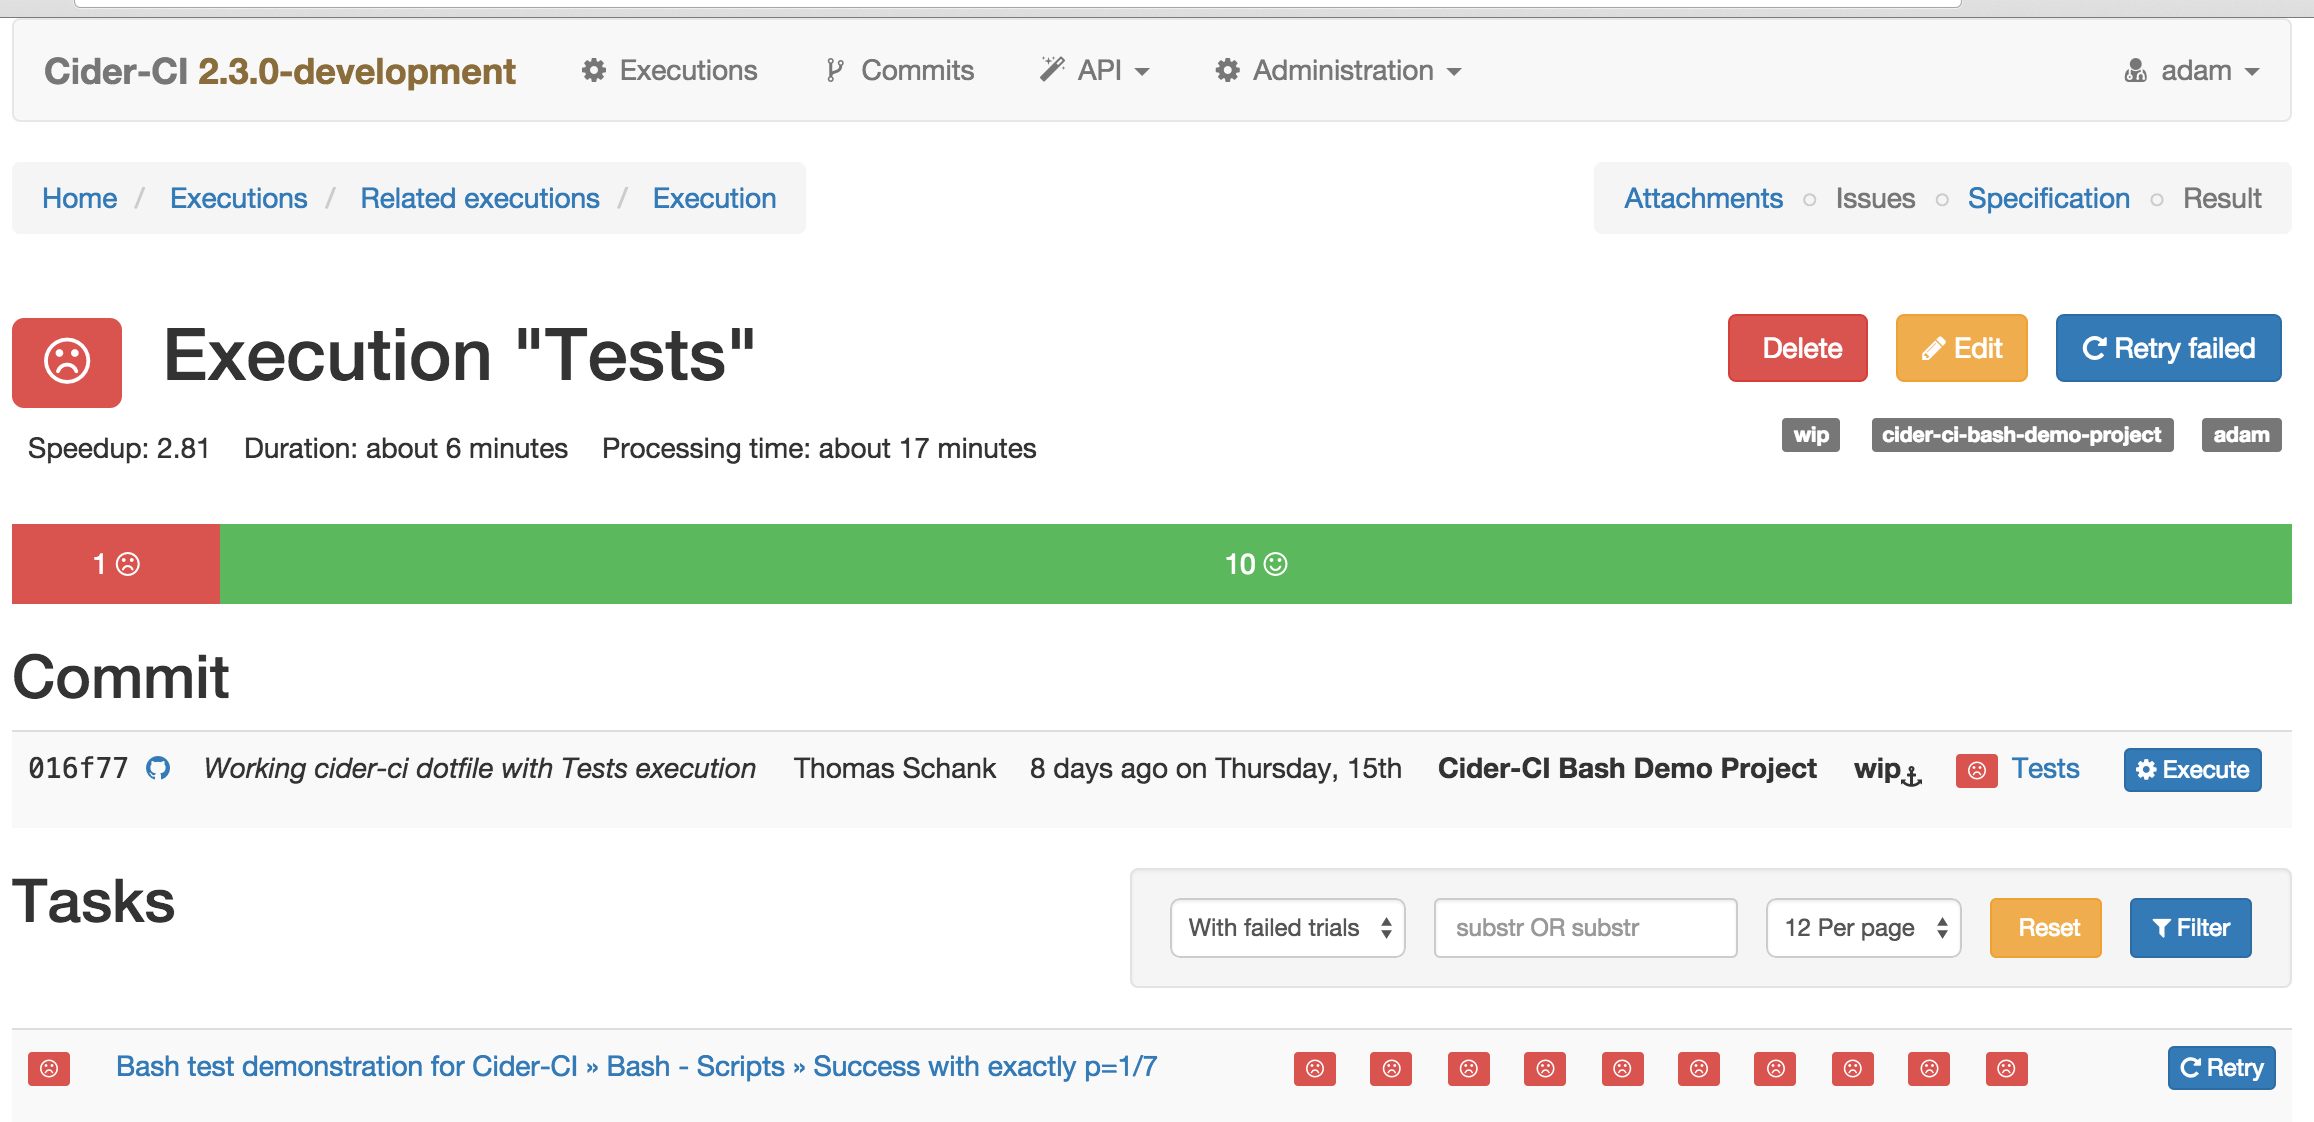 Cider-CI 2.3.0-development Executions Commits API Administration adam
Home / Executions / Related executions / Execution
Attachments Issues Specification Result
Execution "Tests"
Delete Edit Retry failed
Speedup: 2.81 Duration: about 6 minutes Processing time: about 17 minutes
wip cider-ci-bash-demo-project adam
1 10
Commit
016f77 Working cider-ci dotfile with Tests execution Thomas Schank 8 days ago on Thursday, 15th Cider-CI Bash Demo Project wip Tests Execute
Tasks
With failed trials substr OR substr 12 Per page Reset Filter
Bash test demonstration for Cider-CI » Bash - Scripts » Success with exactly p=1/7 Retry